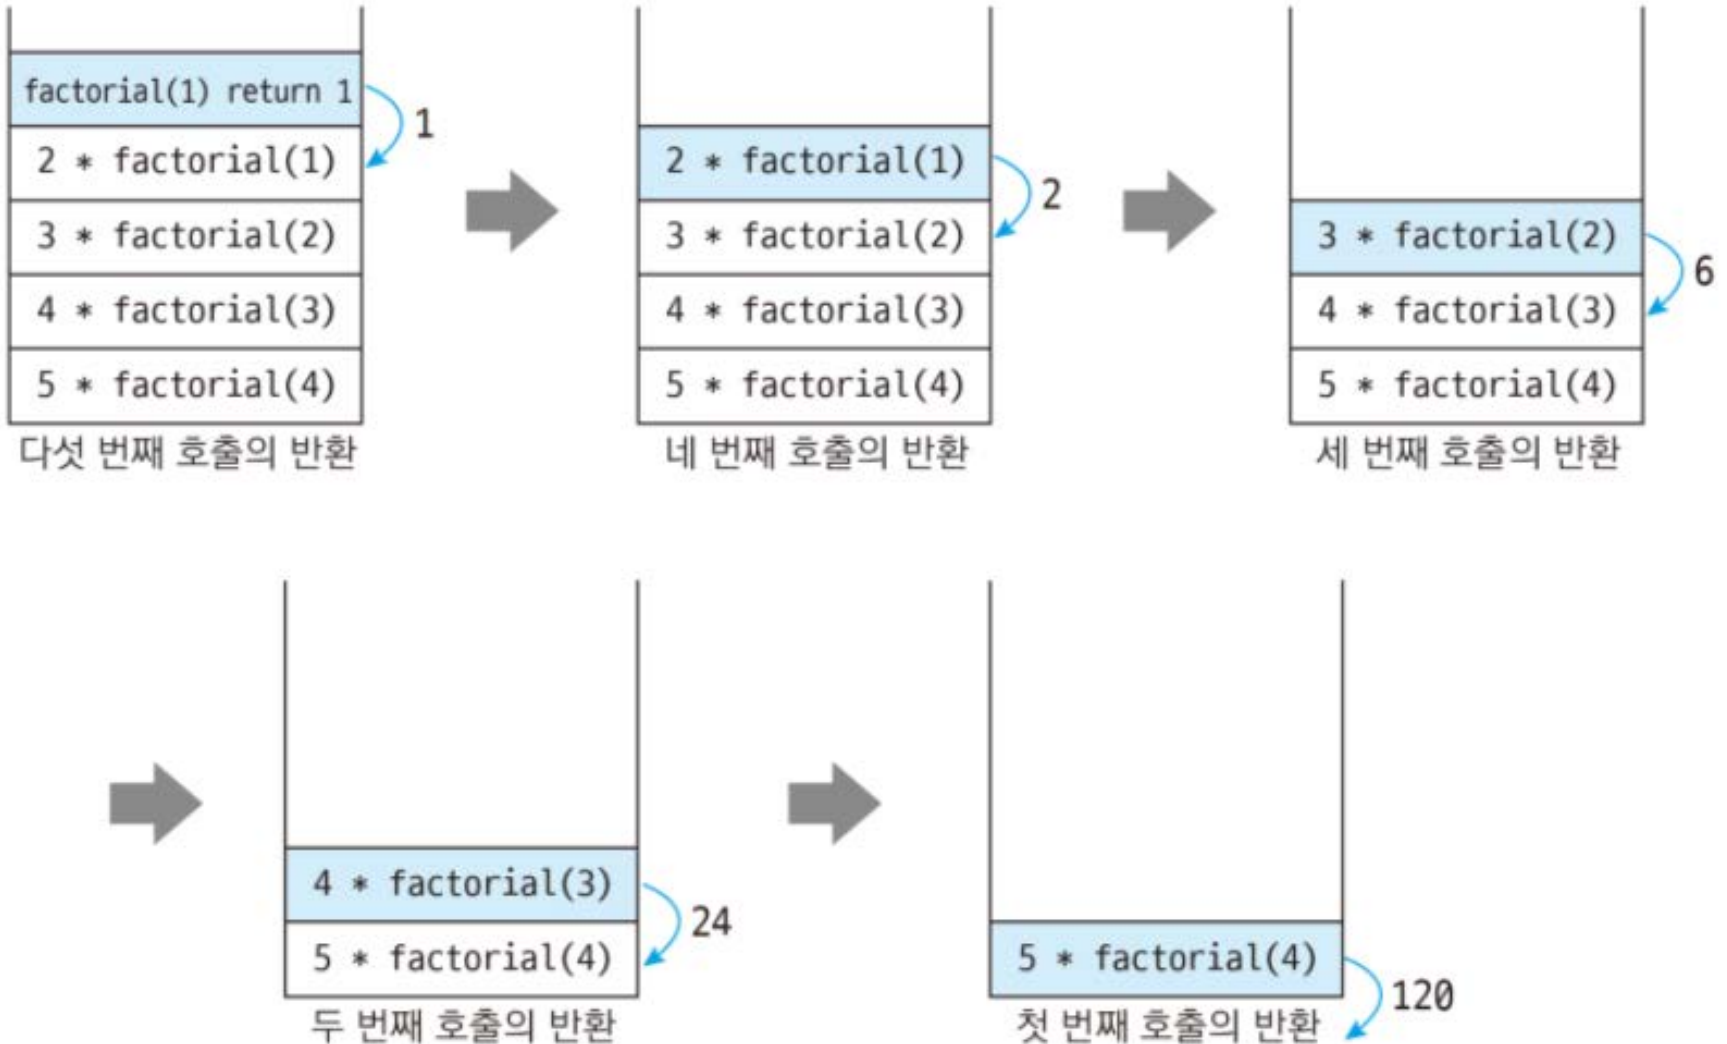 factorial(1) return 1
1
2 * factorial(1)
3 * factorial(2)
4 * factorial(3)
5 * factorial(4)
다섯 번째 호출의 반환
2 * factorial(1)
2
3 * factorial(2)
4 * factorial(3)
5 * factorial(4)
네 번째 호출의 반환
3 * factorial(2)
6
4 * factorial(3)
5 * factorial(4)
세 번째 호출의 반환
4 * factorial(3)
24
5 * factorial(4)
두 번째 호출의 반환
5 * factorial(4)
120
첫 번째 호출의 반환